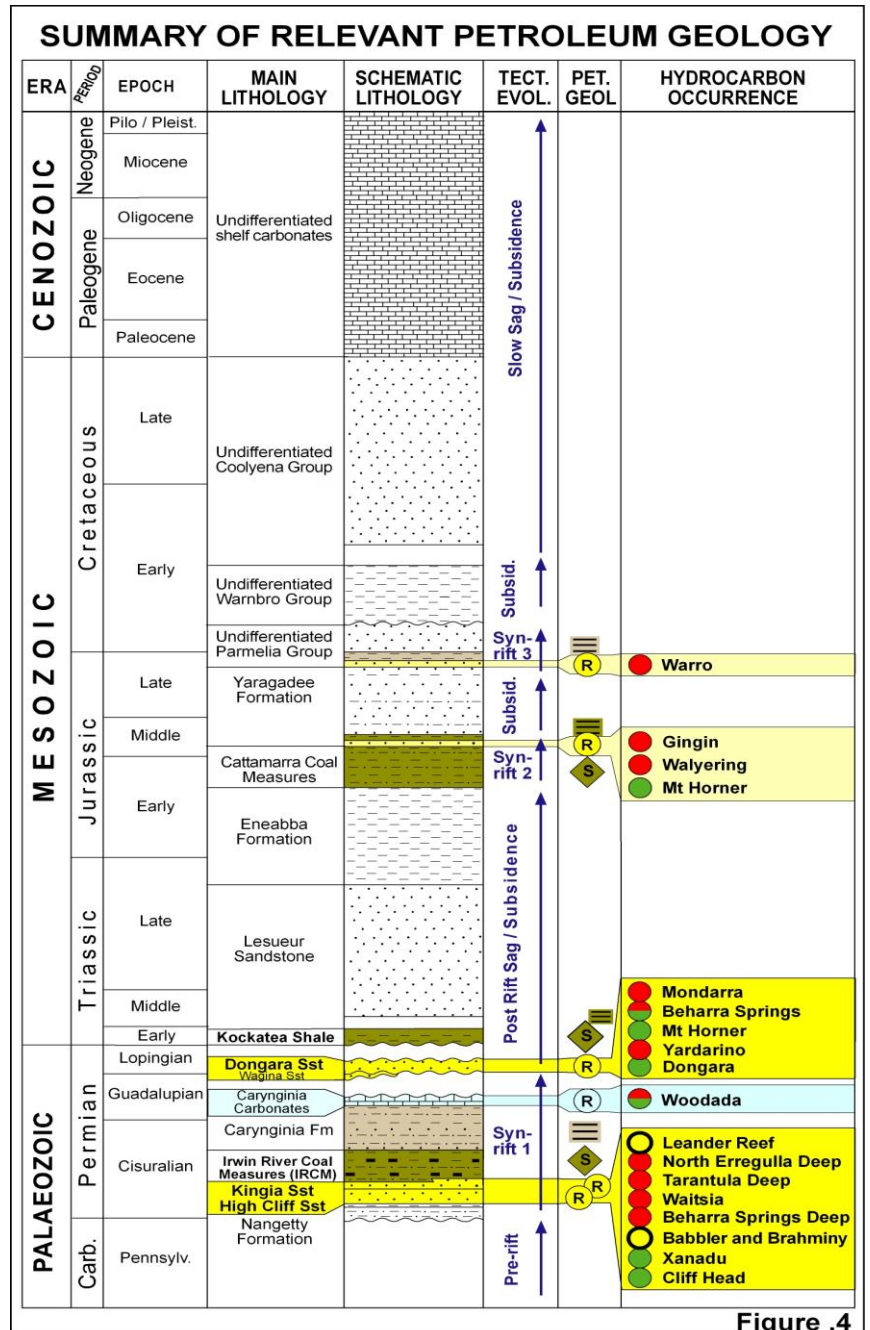 SUMMARY OF RELEVANT PETROLEUM GEOLOGY
ERA
PERIOD
EPOCH
MAIN
LITHOLOGY
SCHEMATIC
LITHOLOGY
TECT.
EVOL.
PET.
GEOL
HYDROCARBON
OCCURRENCE
CENOZOIC
Neogene
Paleogene
Pilo / Pleist.
Miocene
Oligocene
Eocene
Paleocene
Undifferentiated
shelf carbonates
Slow Sag / Subsidence
MESOZOIC
Cretaceous
Late
Early
Undifferentiated
Coolyena Group
Undifferentiated
Warnbro Group
Undifferentiated
Parmelia Group
Subsid.
Syn-
rift 3
R
Warro
Jurassic
Late
Middle
Early
Yaragadee
Formation
Cattamarra Coal
Measures
Eneabba
Formation
Subsid.
Syn-
rift 2
R
S
Gingin
Walyering
Mt Horner
Triassic
Late
Middle
Early
Lesueur
Sandstone
Kockatea Shale
Post Rift Sag / Subsidence
S
R
Mondarra
Beharra Springs
Mt Horner
Yardarino
Dongara
PALAEOZOIC
Permian
Lopingian
Guadalupian
Cisuralian
Dongara Sst
Wagina Sst
Carynginia
Carbonates
Carynginia Fm
Irwin River Coal
Measures (IRCM)
Kingia Sst
High Cliff Sst
Nangetty
Formation
Syn-
rift 1
R
S
R
R
Woodada
Leander Reef
North Erregulla Deep
Tarantula Deep
Waitsia
Beharra Springs Deep
Babbler and Brahminy
Xanadu
Cliff Head
Carb.
Pennsylv.
Pre-rift
Figure .4